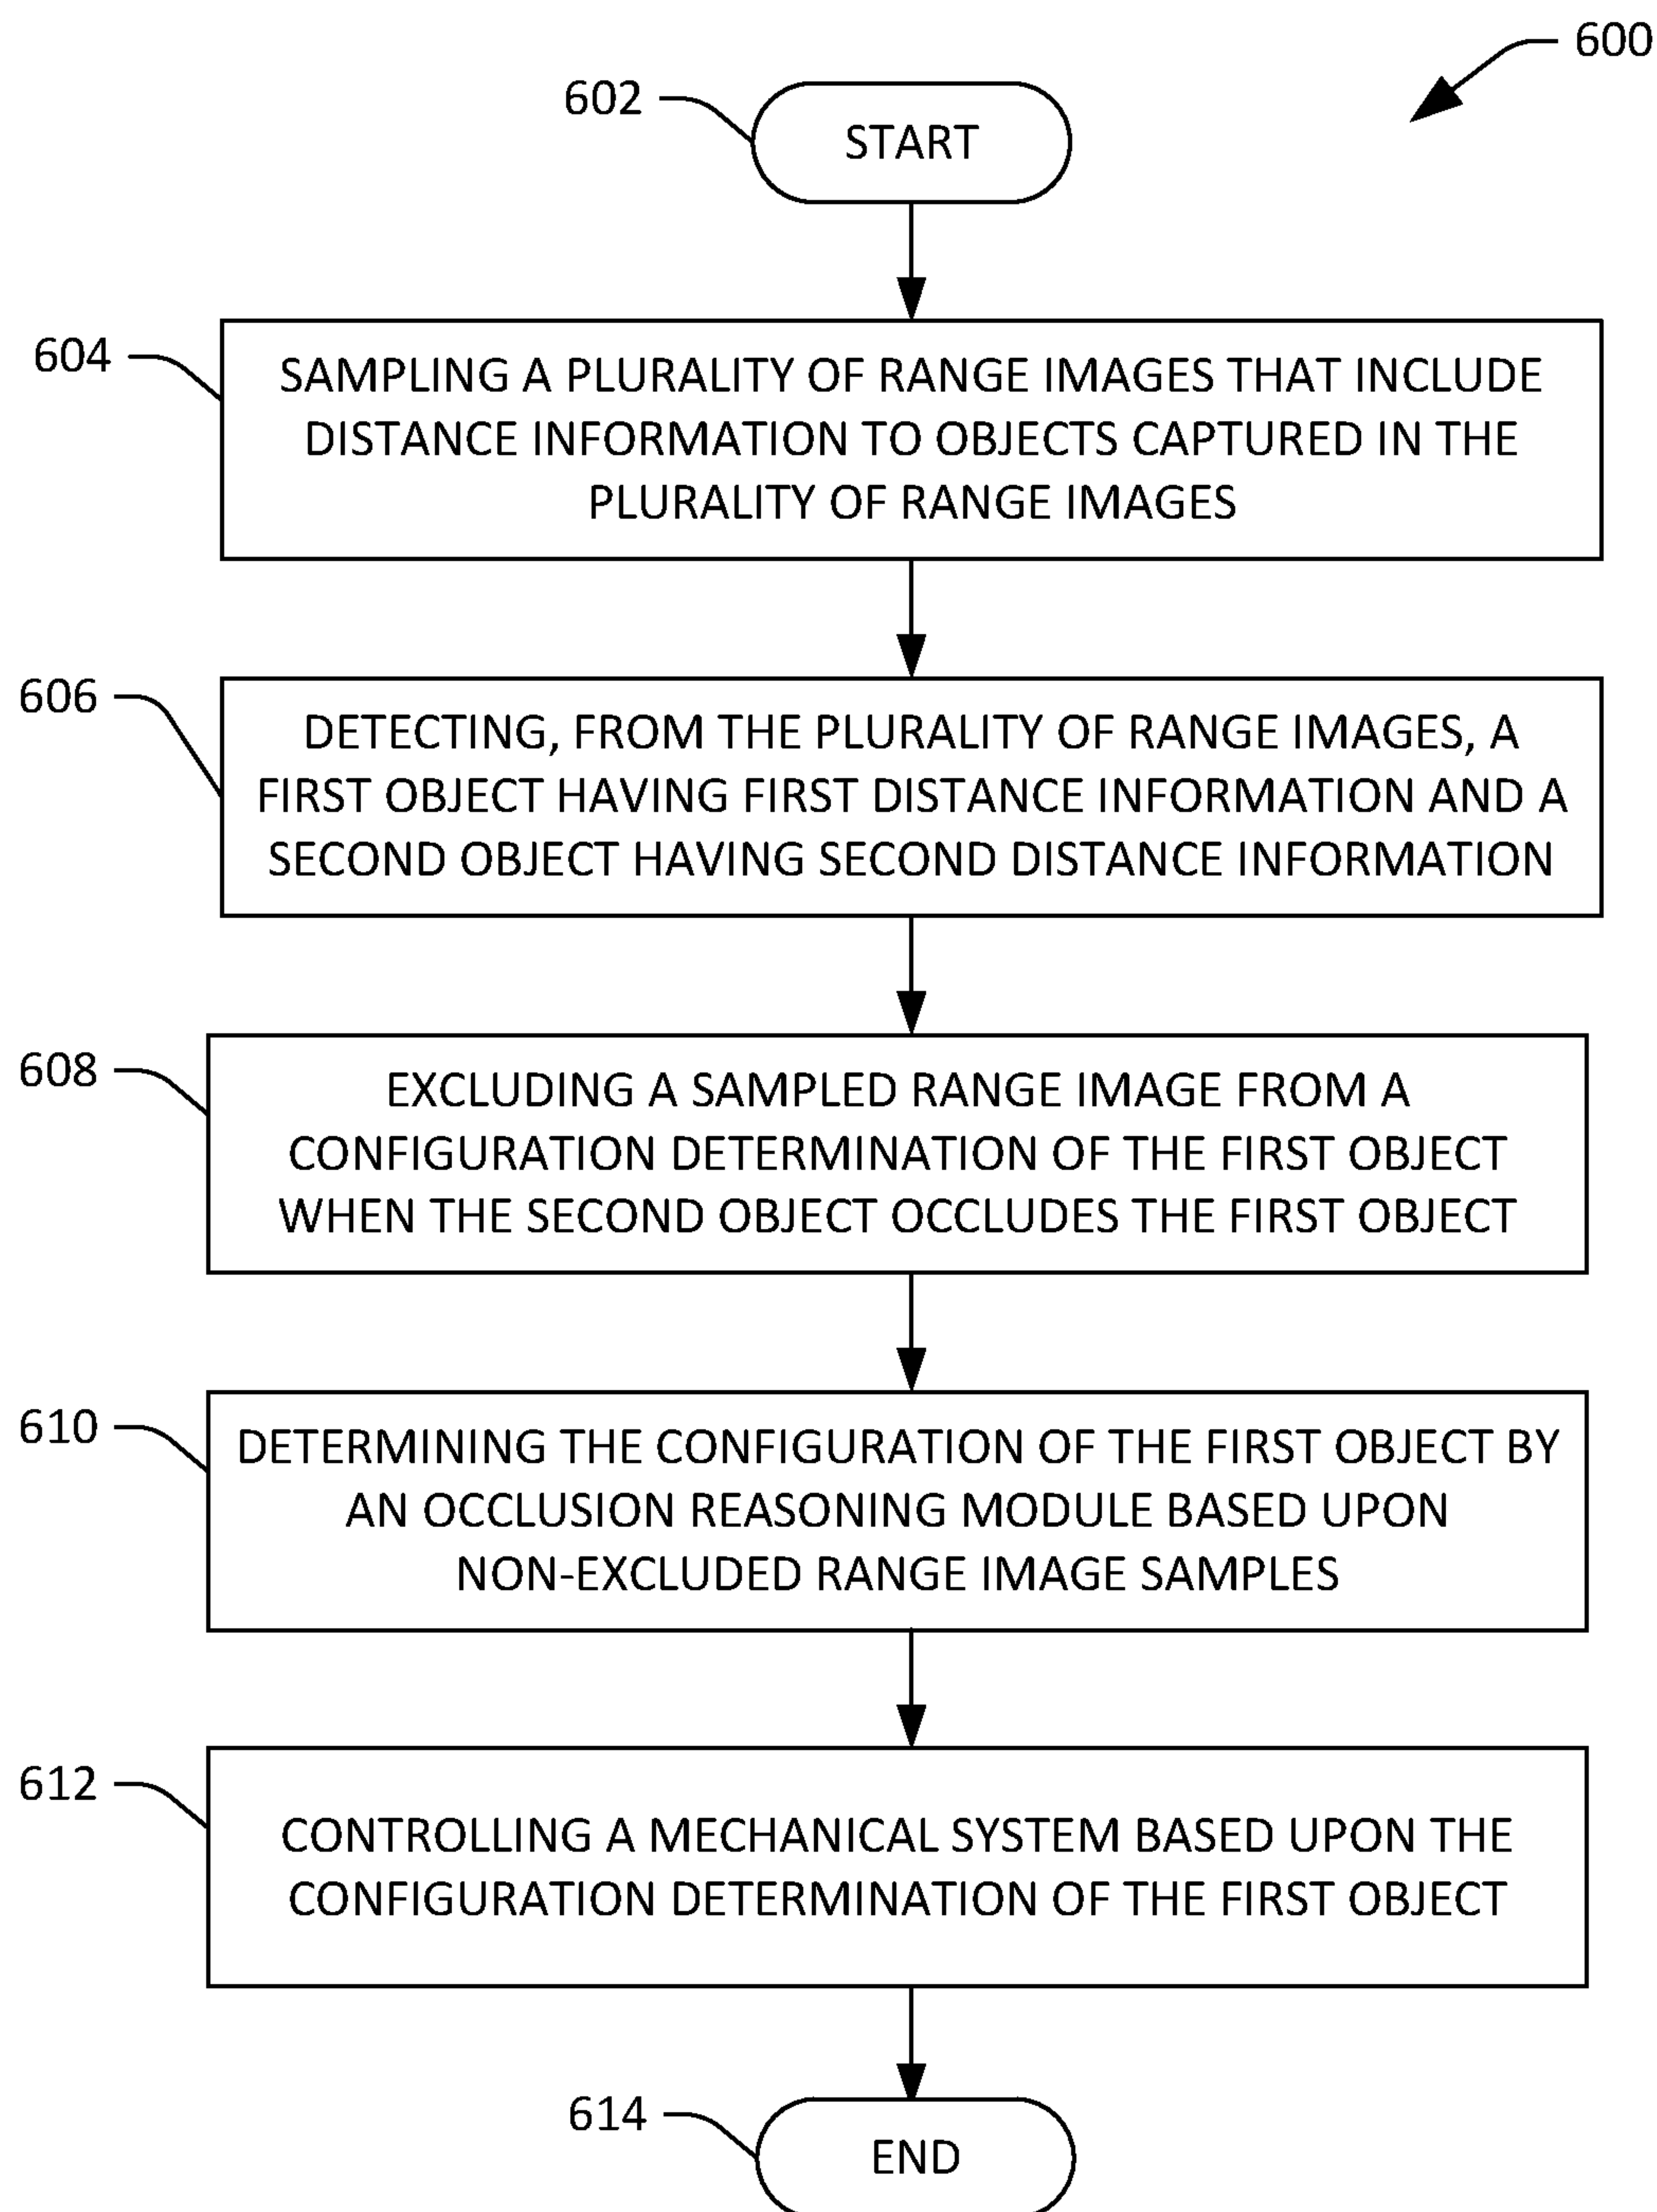 600
602
START
604
SAMPLING A PLURALITY OF RANGE IMAGES THAT INCLUDE
DISTANCE INFORMATION TO OBJECTS CAPTURED IN THE
PLURALITY OF RANGE IMAGES
606
DETECTING, FROM THE PLURALITY OF RANGE IMAGES, A
FIRST OBJECT HAVING FIRST DISTANCE INFORMATION AND A
SECOND OBJECT HAVING SECOND DISTANCE INFORMATION
608
EXCLUDING A SAMPLED RANGE IMAGE FROM A
CONFIGURATION DETERMINATION OF THE FIRST OBJECT
WHEN THE SECOND OBJECT OCCLUDES THE FIRST OBJECT
610
DETERMINING THE CONFIGURATION OF THE FIRST OBJECT BY
AN OCCLUSION REASONING MODULE BASED UPON
NON-EXCLUDED RANGE IMAGE SAMPLES
612
CONTROLLING A MECHANICAL SYSTEM BASED UPON THE
CONFIGURATION DETERMINATION OF THE FIRST OBJECT
614
END